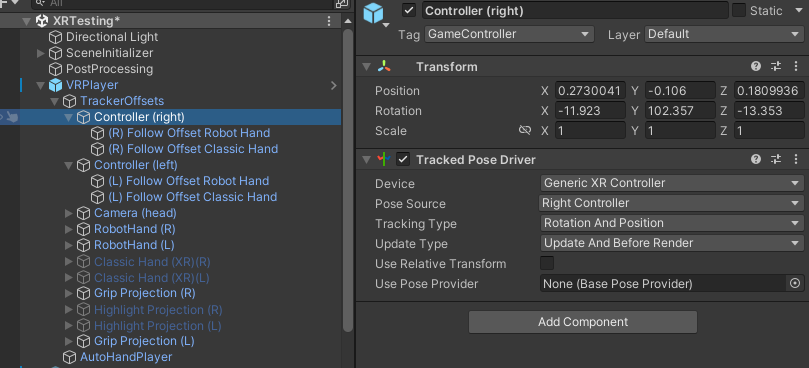 All
XRTesting*
Directional Light
SceneInitializer
PostProcessing
VRPlayer
TrackerOffsets
Controller (right)
(R) Follow Offset Robot Hand
(R) Follow Offset Classic Hand
Controller (left)
(L) Follow Offset Robot Hand
(L) Follow Offset Classic Hand
Camera (head)
RobotHand (R)
RobotHand (L)
Classic Hand (XR)(R)
Classic Hand (XR)(L)
Grip Projection (R)
Highlight Projection (R)
Highlight Projection (L)
Grip Projection (L)
AutoHandPlayer
Controller (right) Static
Tag GameController Layer Default
Transform
Position X 0.2730041 Y -0.106 Z 0.1809936
Rotation X -11.923 Y 102.357 Z -13.353
Scale X 1 Y 1 Z 1
Tracked Pose Driver
Device Generic XR Controller
Pose Source Right Controller
Tracking Type Rotation And Position
Update Type Update And Before Render
Use Relative Transform
Use Pose Provider None (Base Pose Provider)
Add Component